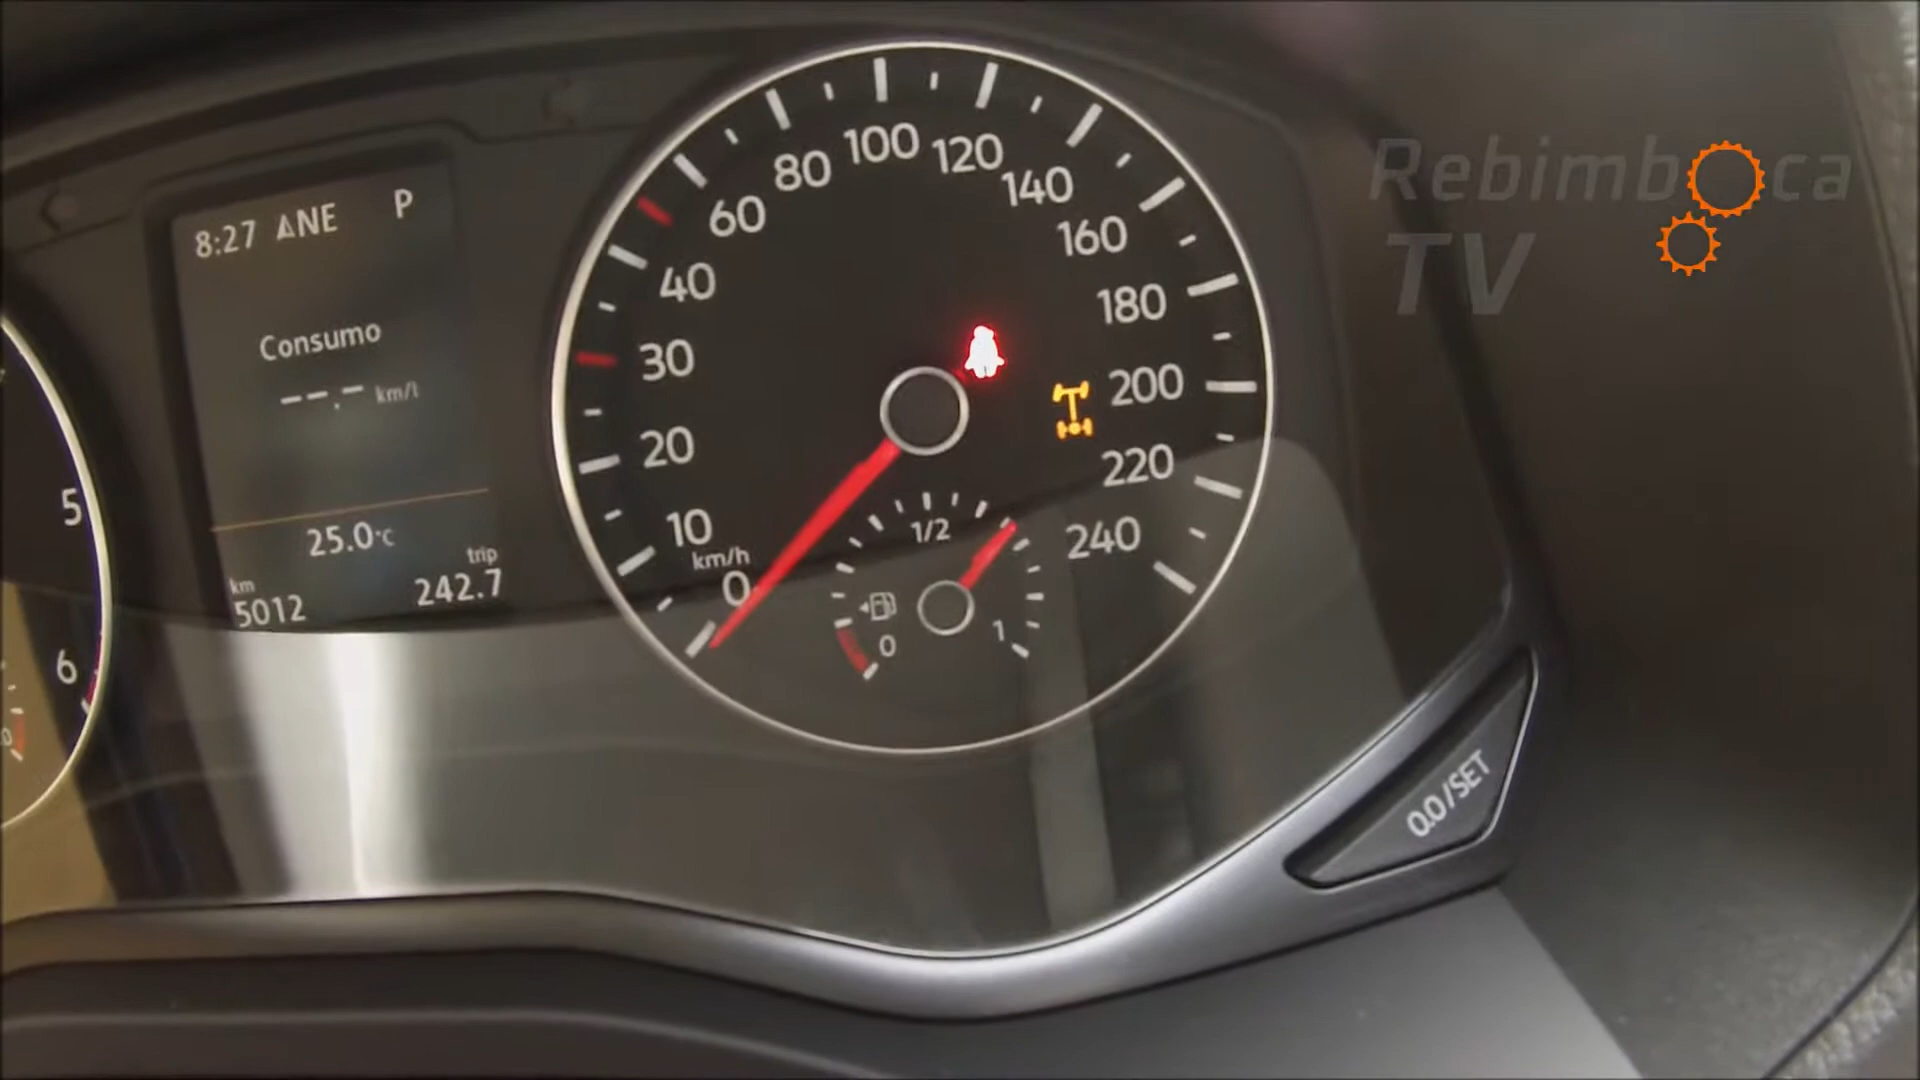 8:27 ΔNE P
Consumo
--.- km/l
25.0°C
km
5012
trip
242.7
5
6
0
10
20
30
40
60
80
100
120
140
160
180
200
220
240
km/h
0
1/2
1
0.0/SET
Rebimboca
TV